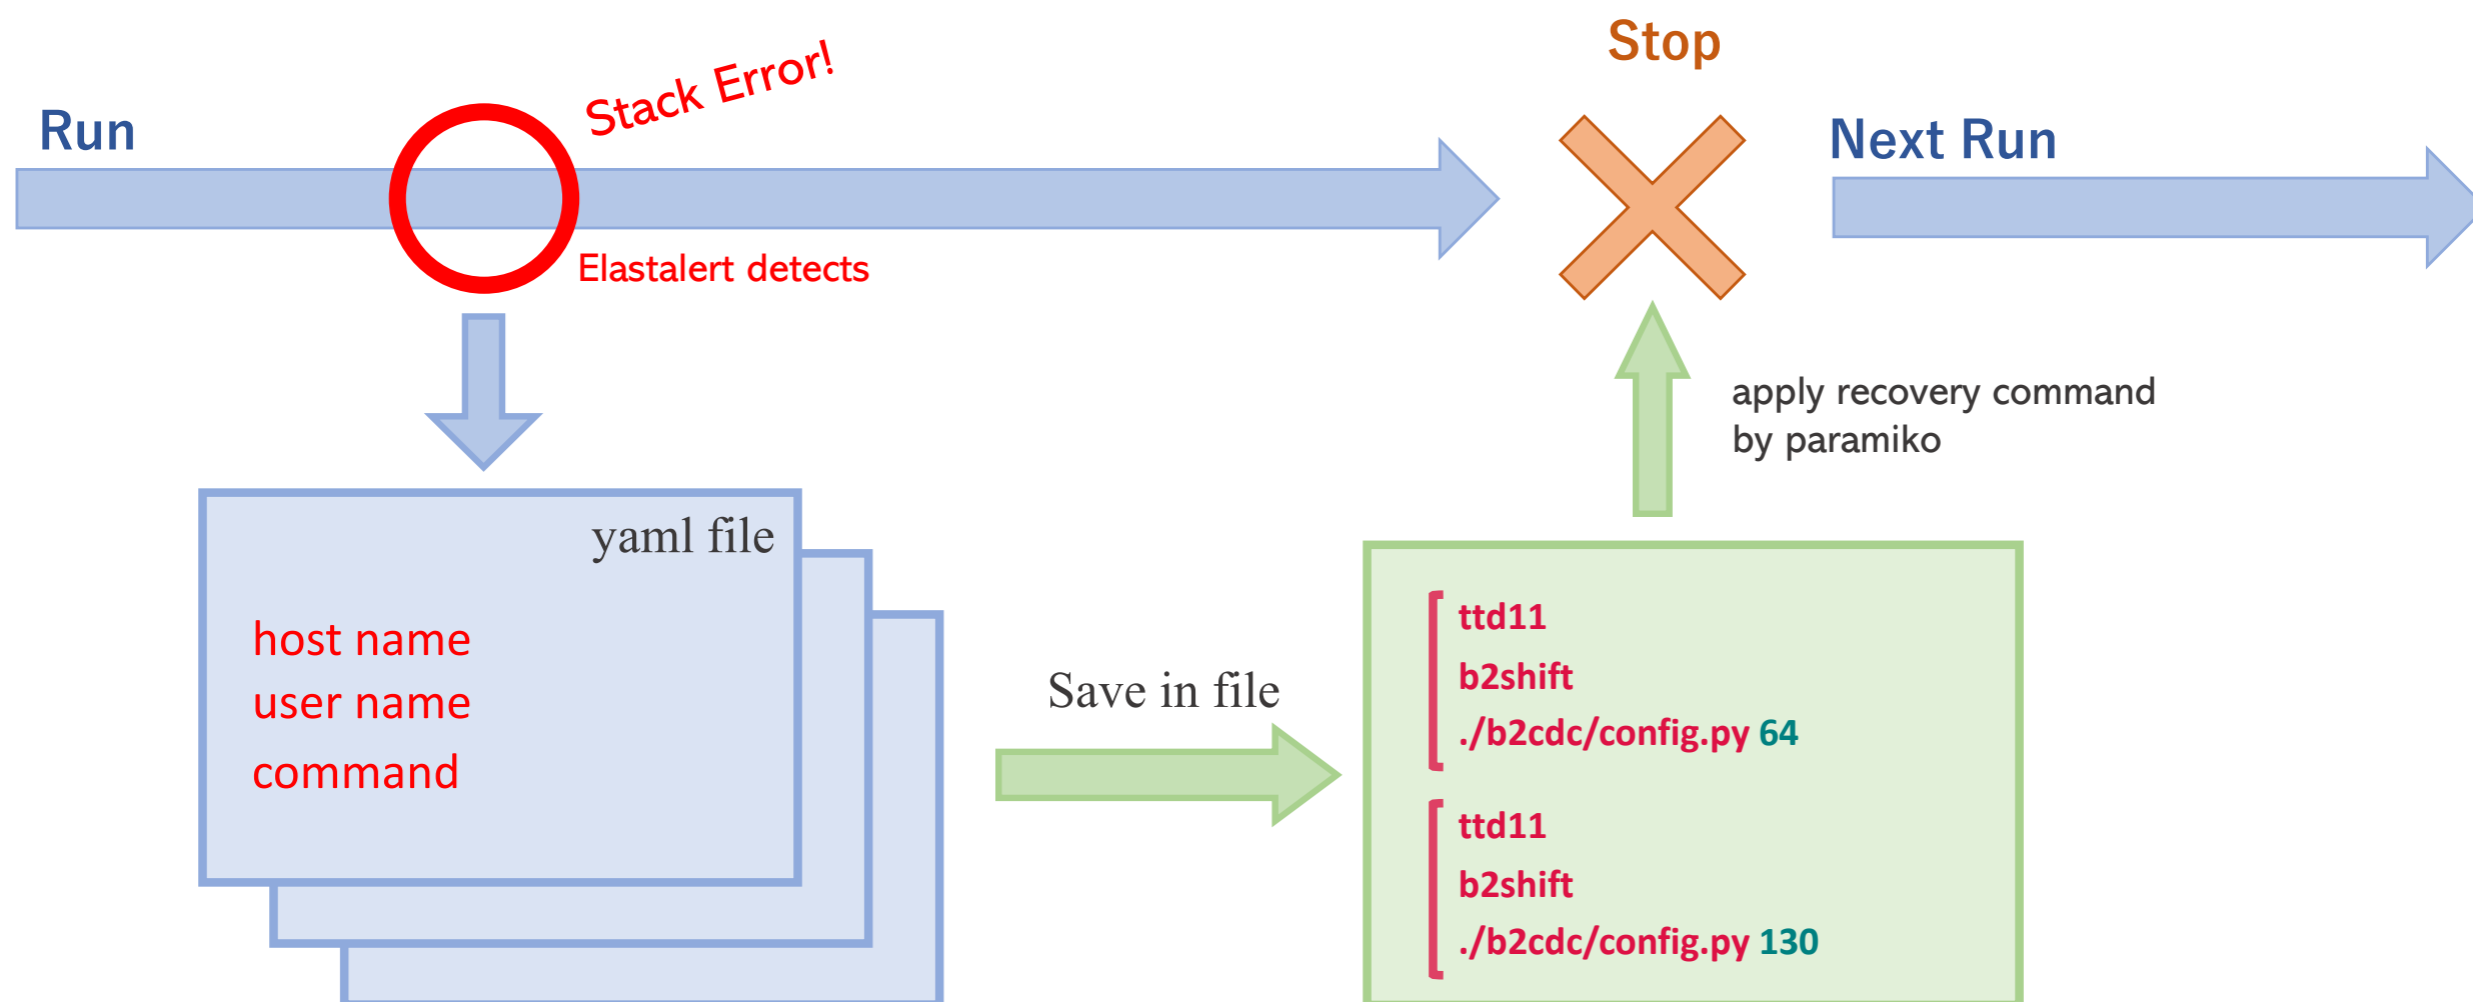 Stop
Stack Error!
Run
Next Run
Elastalert detects
apply recovery command
by paramiko
yaml file
host name
user name
command
Save in file
ttd11
b2shift
./b2cdc/config.py 64
ttd11
b2shift
./b2cdc/config.py 130